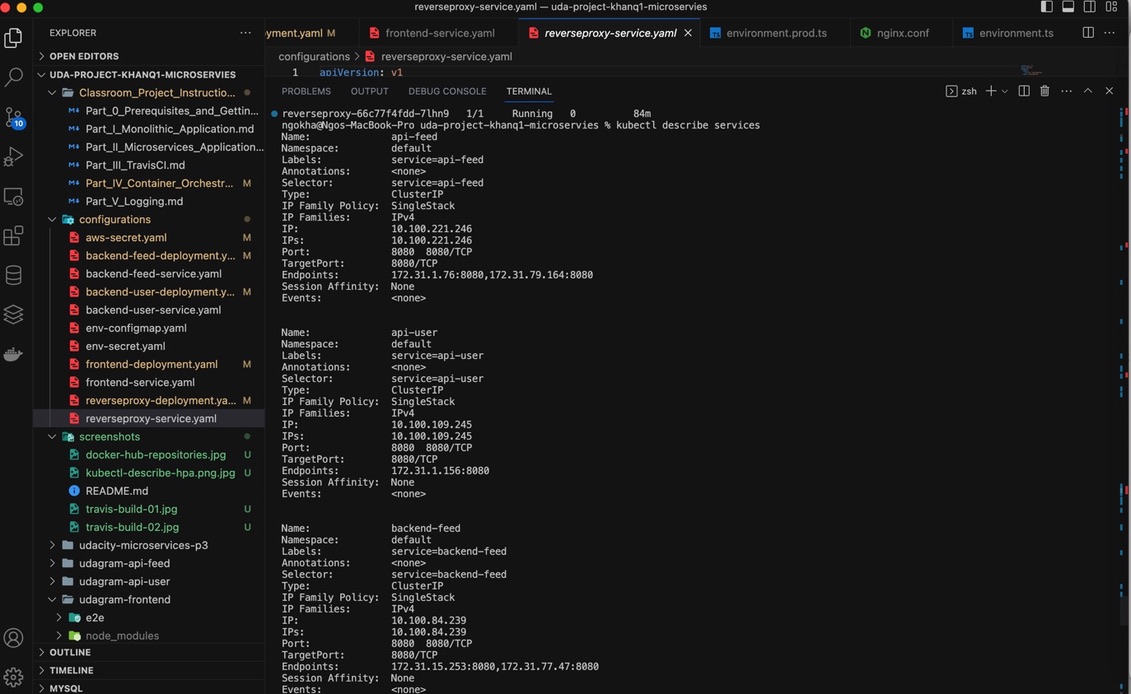 reverseproxy-service.yaml — uda-project-khanq1-microservies
EXPLORER
OPEN EDITORS
UDA-PROJECT-KHANQ1-MICROSERVIES
Classroom_Project_Instructio...
Part_0_Prerequisites_and_Gettin...
Part_I_Monolithic_Application.md
Part_II_Microservices_Application...
Part_III_TravisCI.md
Part_IV_Container_Orchestr... M
Part_V_Logging.md
configurations
aws-secret.yaml M
backend-feed-deployment.y... M
backend-feed-service.yaml
backend-user-deployment.y... M
backend-user-service.yaml
env-configmap.yaml
env-secret.yaml
frontend-deployment.yaml M
frontend-service.yaml
reverseproxy-deployment.ya... M
reverseproxy-service.yaml
screenshots
docker-hub-repositories.jpg U
kubectl-describe-hpa.png.jpg U
README.md
travis-build-01.jpg U
travis-build-02.jpg U
udacity-microservices-p3
udagram-api-feed
udagram-api-user
udagram-frontend
e2e
node_modules
OUTLINE
TIMELINE
MYSQL
10
yment.yaml M frontend-service.yaml reverseproxy-service.yaml environment.prod.ts nginx.conf environment.ts
configurations > reverseproxy-service.yaml
1 apiVersion: v1
PROBLEMS OUTPUT DEBUG CONSOLE TERMINAL zsh
reverseproxy-66c77f4fdd-7lhn9 1/1 Running 0 84m
ngokha@Ngos-MacBook-Pro uda-project-khanq1-microservies % kubectl describe services
Name: api-feed
Namespace: default
Labels: service=api-feed
Annotations: <none>
Selector: service=api-feed
Type: ClusterIP
IP Family Policy: SingleStack
IP Families: IPv4
IP: 10.100.221.246
IPs: 10.100.221.246
Port: 8080 8080/TCP
TargetPort: 8080/TCP
Endpoints: 172.31.1.76:8080,172.31.79.164:8080
Session Affinity: None
Events: <none>
Name: api-user
Namespace: default
Labels: service=api-user
Annotations: <none>
Selector: service=api-user
Type: ClusterIP
IP Family Policy: SingleStack
IP Families: IPv4
IP: 10.100.109.245
IPs: 10.100.109.245
Port: 8080 8080/TCP
TargetPort: 8080/TCP
Endpoints: 172.31.1.156:8080
Session Affinity: None
Events: <none>
Name: backend-feed
Namespace: default
Labels: service=backend-feed
Annotations: <none>
Selector: service=backend-feed
Type: ClusterIP
IP Family Policy: SingleStack
IP Families: IPv4
IP: 10.100.84.239
IPs: 10.100.84.239
Port: 8080 8080/TCP
TargetPort: 8080/TCP
Endpoints: 172.31.15.253:8080,172.31.77.47:8080
Session Affinity: None
Events: <none>